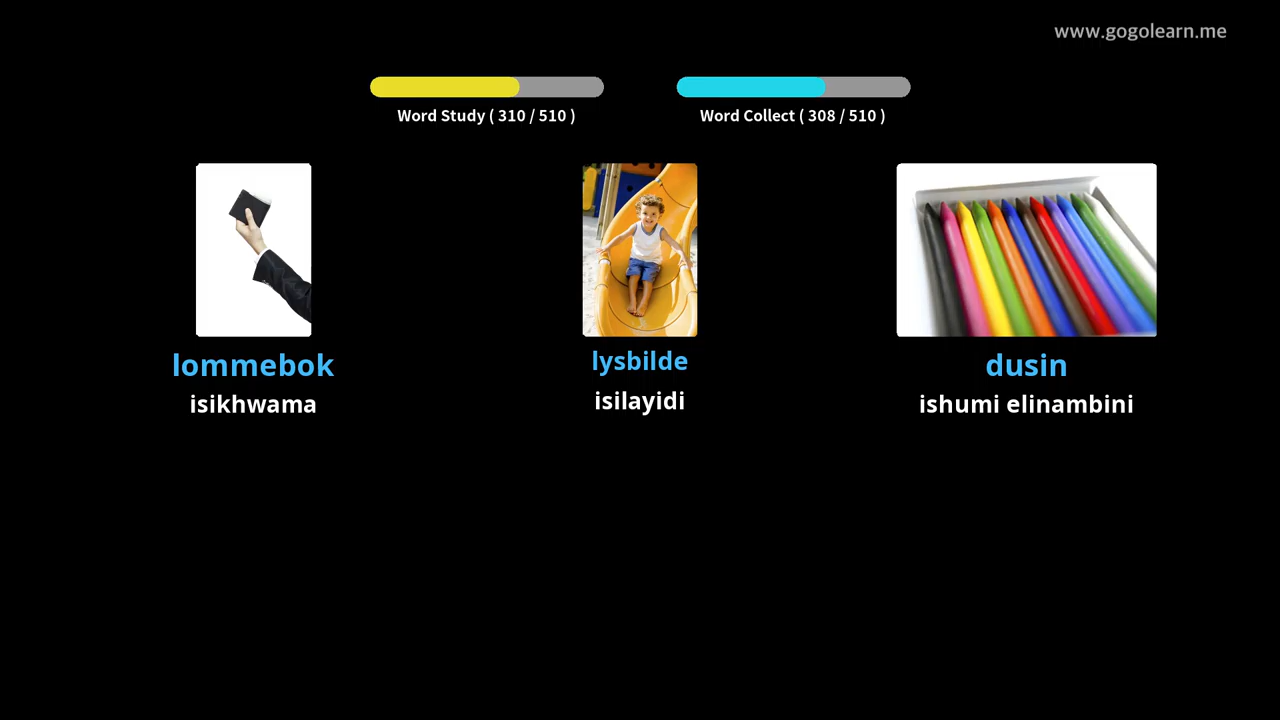 www.gogolearn.me
Word Study ( 310 / 510 )
Word Collect ( 308 / 510 )
lommebok
isikhwama
lysbilde
isilayidi
dusin
ishumi elinambini